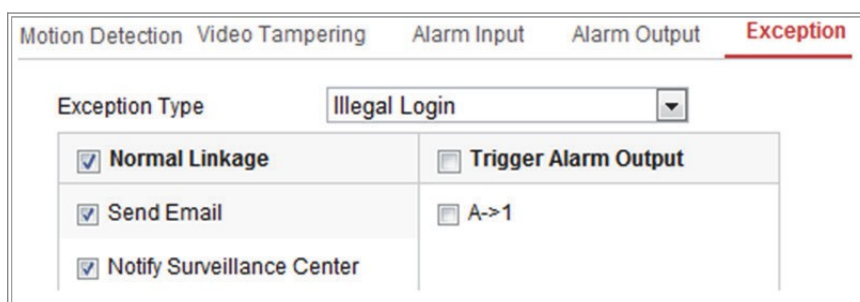 Motion Detection Video Tampering Alarm Input Alarm Output Exception
Exception Type Illegal Login
Normal Linkage Trigger Alarm Output
Send Email A->1
Notify Surveillance Center